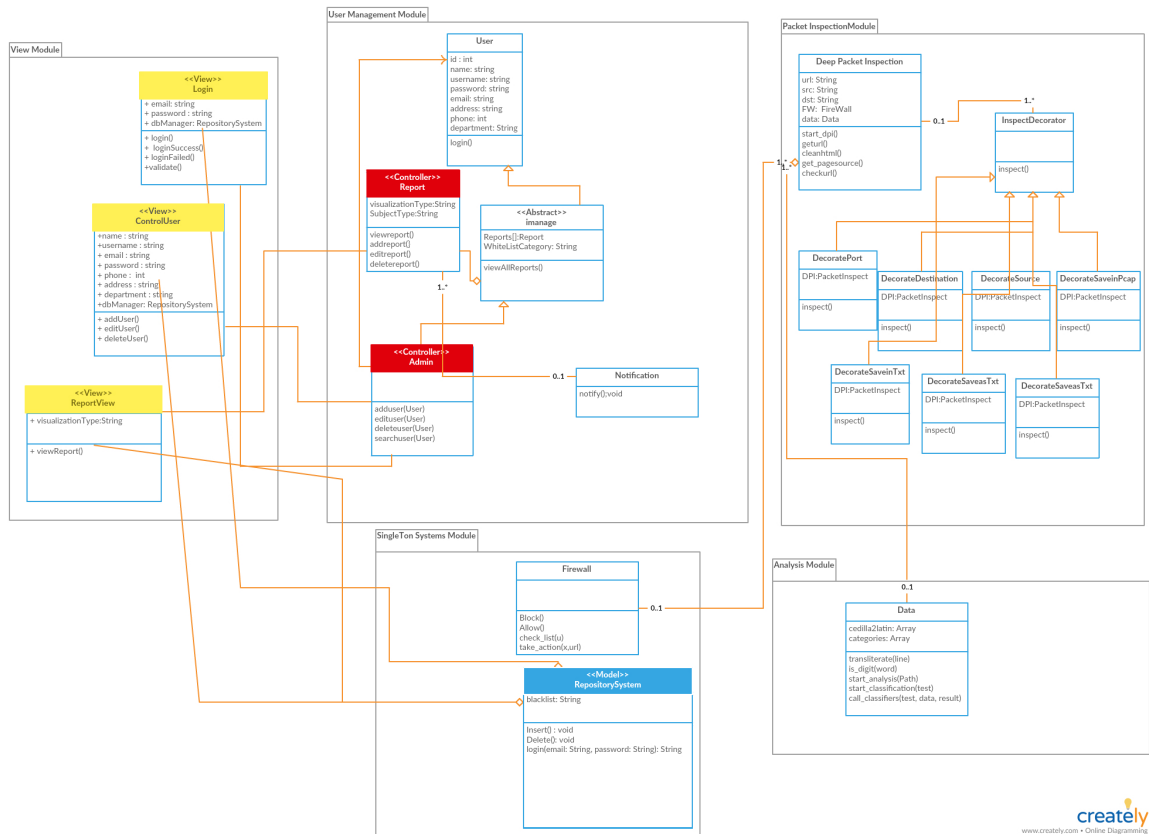 View Module
<<View>>
Login
+ email: string
+ password : string
+ dbManager: RepositorySystem
+ login()
+ loginSuccess()
+ loginFailed()
+validate()
<<View>>
ControlUser
+name : string
+username : string
+ email : string
+ password : string
+ phone : int
+ address : string
+ department : string
+dbManager: RepositorySystem
+ addUser()
+ editUser()
+ deleteUser()
<<View>>
ReportView
+ visualizationType:String
+ viewReport()
User Management Module
User
id : int
name: string
username: string
password: string
email: string
address: string
phone: int
department: String
login()
<<Controller>>
Report
visualizationType:String
SubjectType:String
viewreport()
addreport()
editreport()
deletereport()
1..*
<<Abstract>>
imanage
Reports[]:Report
WhiteListCategory: String
viewAllReports()
<<Controller>>
Admin
adduser(User)
edituser(User)
deleteuser(User)
searchuser(User)
0..1
Notification
notify();void
SingleTon Systems Module
Firewall
Block()
Allow()
check_list(u)
take_action(x,url)
0..1
<<Model>>
RepositorySystem
blacklist: String
Insert() : void
Delete(): void
login(email: String, password: String): String
Packet InspectionModule
Deep Packet Inspection
url: String
src: String
dst: String
FW: FireWall
data: Data
start_dpi()
geturl()
cleanhtml()
get_pagesource()
checkurl()
1..*
1..*
0..1
1..*
InspectDecorator
inspect()
DecoratePort
DPI:PacketInspect
inspect()
DecorateDestination
DPI:PacketInspect
inspect()
DecorateSource
DPI:PacketInspect
inspect()
DecorateSaveinPcap
DPI:PacketInspect
inspect()
DecorateSaveinTxt
DPI:PacketInspect
inspect()
DecorateSaveasTxt
DPI:PacketInspect
inspect()
DecorateSaveasTxt
DPI:PacketInspect
inspect()
Analysis Module
0..1
Data
cedilla2latin: Array
categories: Array
transliterate(line)
is_digit(word)
start_analysis(Path)
start_classification(test)
call_classifiers(test, data, result)
creately
www.creately.com • Online Diagramming